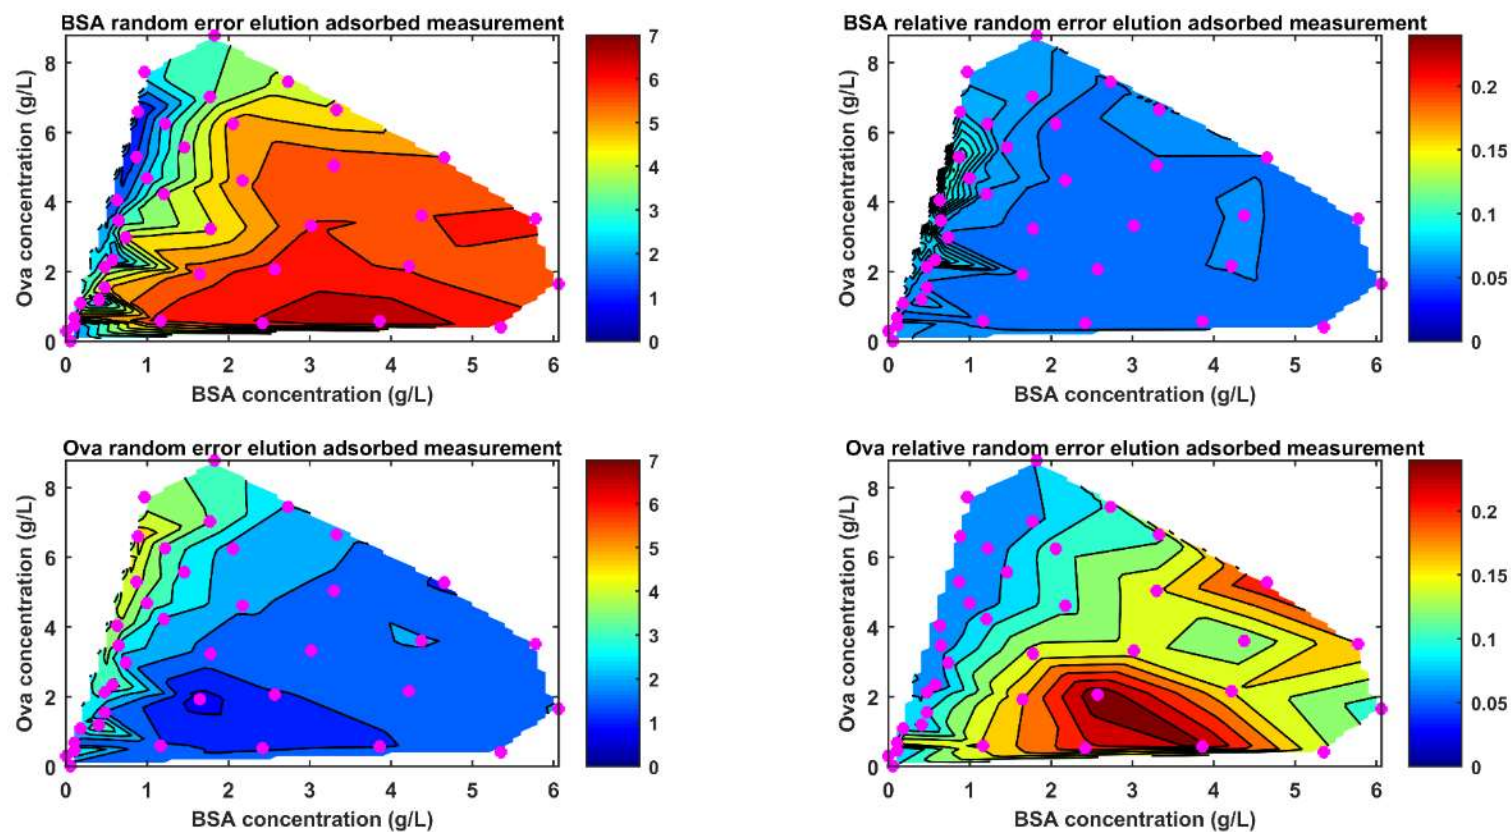 BSA random error elution adsorbed measurement
Ova concentration (g/L)
8
6
4
2
0
0 1 2 3 4 5 6
BSA concentration (g/L)
7
6
5
4
3
2
1
0
BSA relative random error elution adsorbed measurement
Ova concentration (g/L)
8
6
4
2
0
0 1 2 3 4 5 6
BSA concentration (g/L)
0.2
0.15
0.1
0.05
0
Ova random error elution adsorbed measurement
Ova concentration (g/L)
8
6
4
2
0
0 1 2 3 4 5 6
BSA concentration (g/L)
7
6
5
4
3
2
1
0
Ova relative random error elution adsorbed measurement
Ova concentration (g/L)
8
6
4
2
0
0 1 2 3 4 5 6
BSA concentration (g/L)
0.2
0.15
0.1
0.05
0